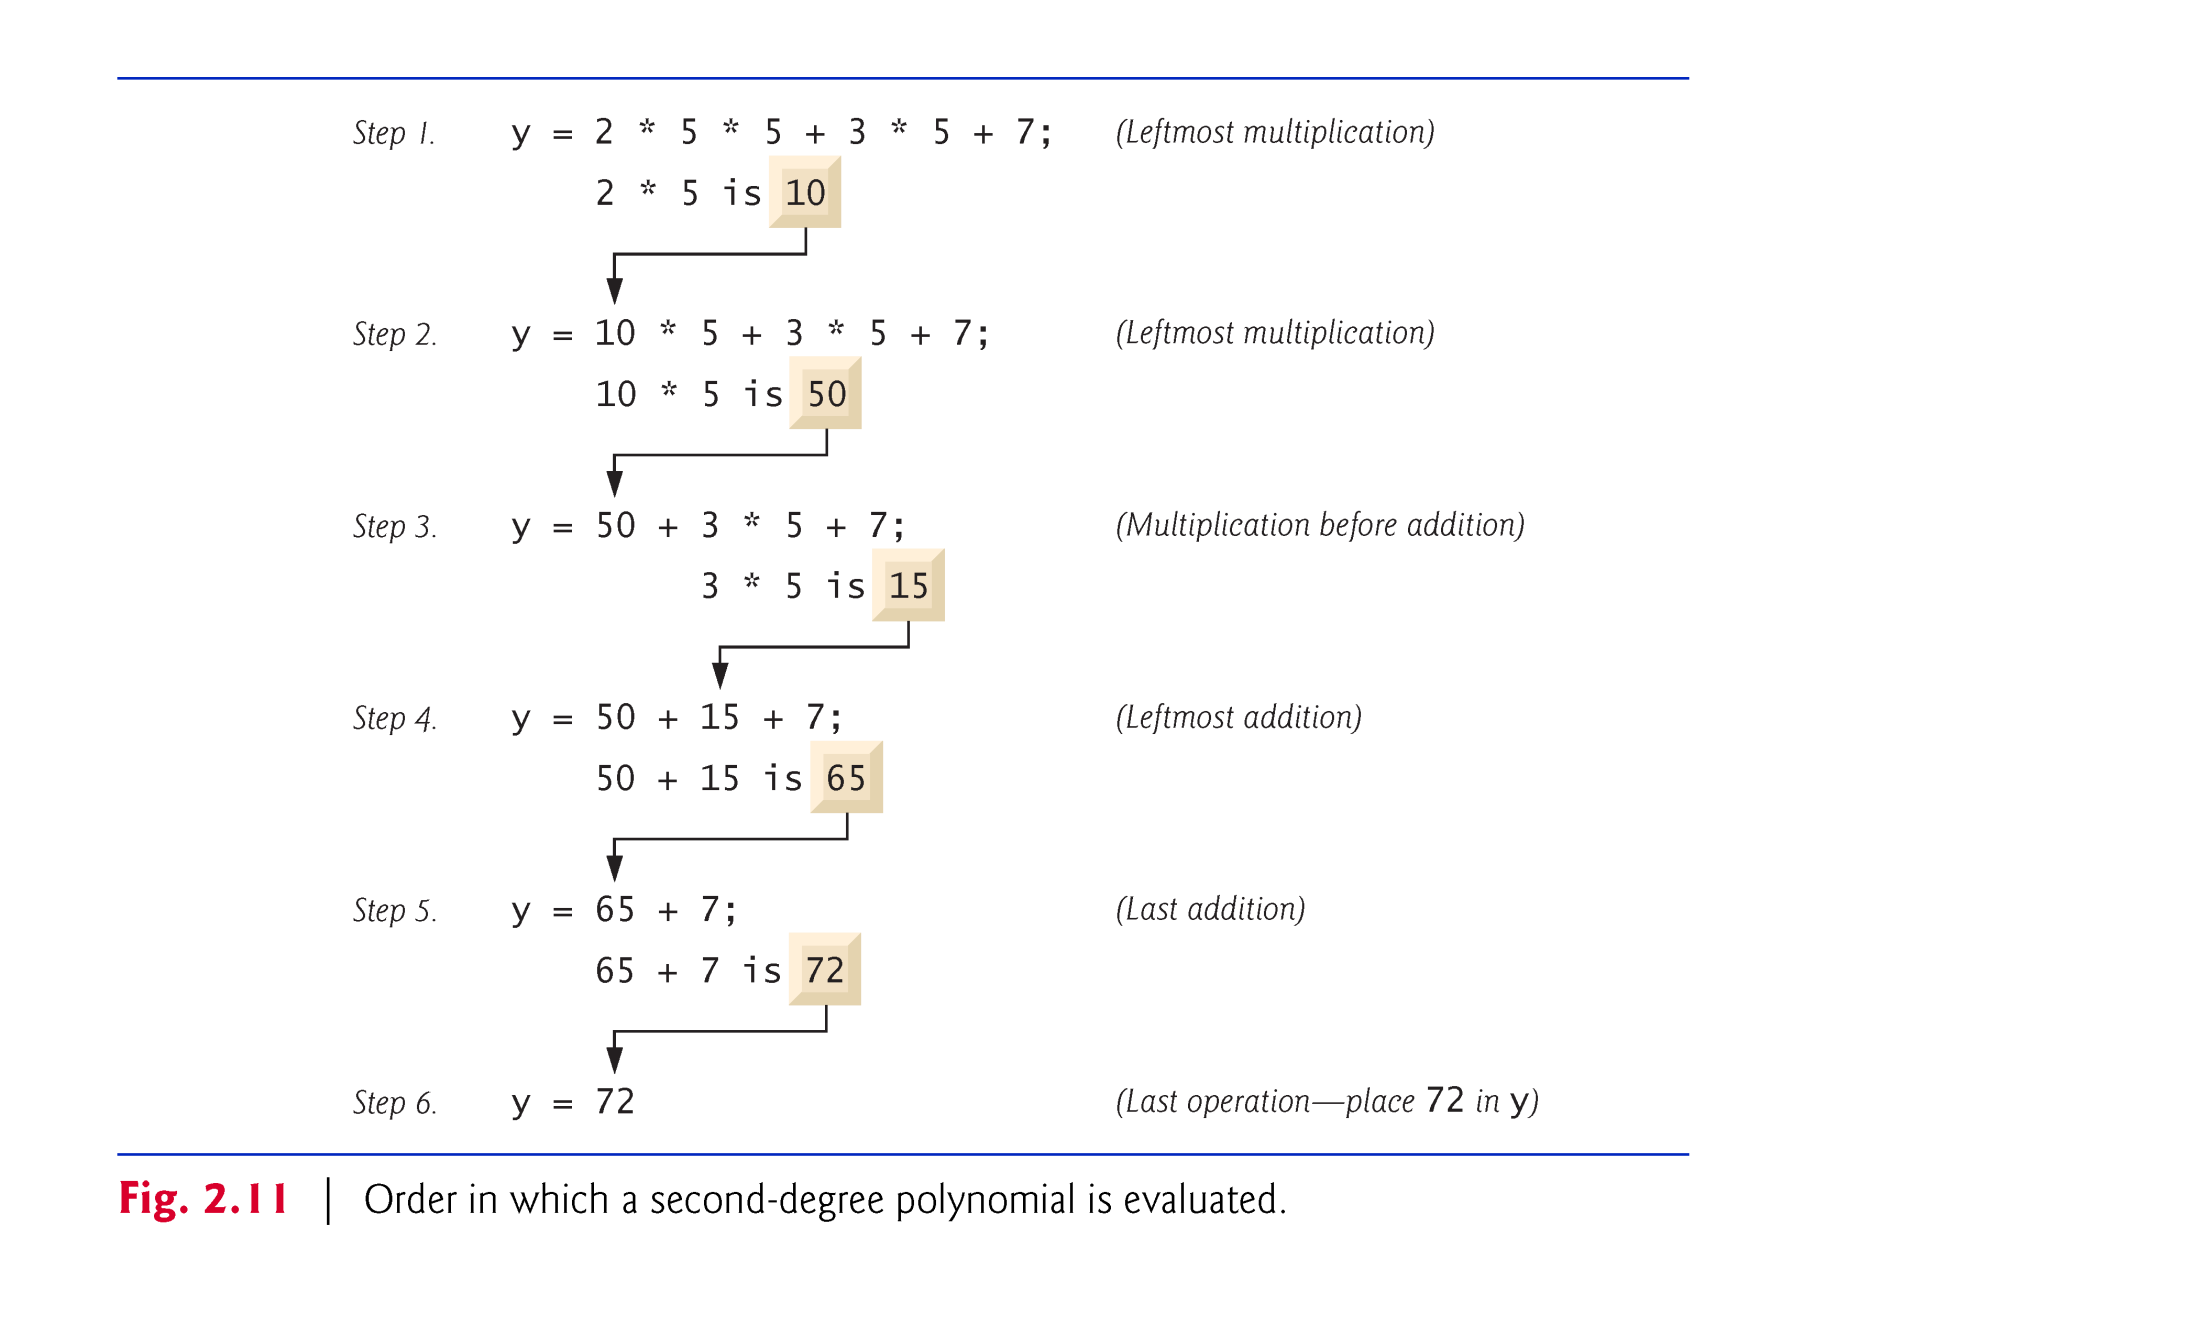 Step 1. y = 2 * 5 * 5 + 3 * 5 + 7; (Leftmost multiplication)
2 * 5 is 10
Step 2. y = 10 * 5 + 3 * 5 + 7; (Leftmost multiplication)
10 * 5 is 50
Step 3. y = 50 + 3 * 5 + 7; (Multiplication before addition)
3 * 5 is 15
Step 4. y = 50 + 15 + 7; (Leftmost addition)
50 + 15 is 65
Step 5. y = 65 + 7; (Last addition)
65 + 7 is 72
Step 6. y = 72 (Last operation—place 72 in y)
Fig. 2.11 | Order in which a second-degree polynomial is evaluated.